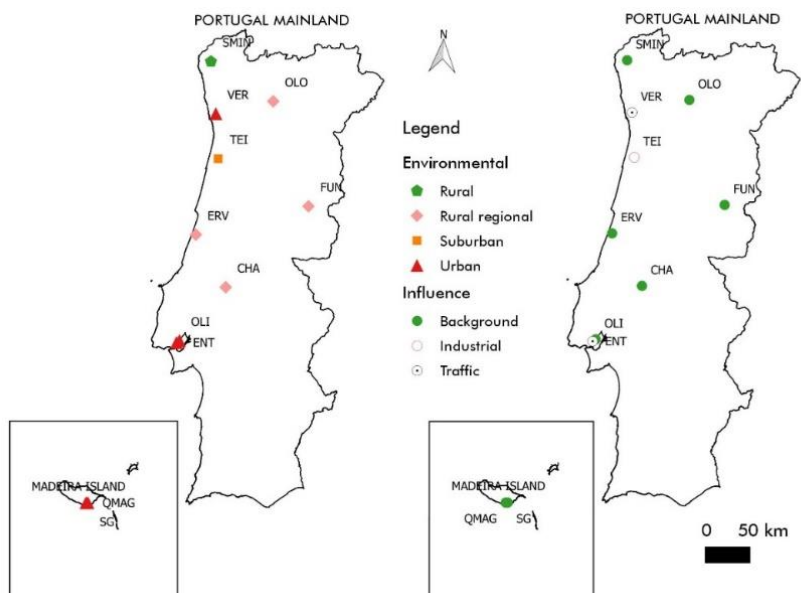 PORTUGAL MAINLAND
SMIN
OLO
VER
TEI
FUN
ERV
CHA
OLI
ENT
MADEIRA ISLAND
QMAG
SG
N
Legend
Environmental
Rural
Rural regional
Suburban
Urban
Influence
Background
Industrial
Traffic
PORTUGAL MAINLAND
SMIN
OLO
VER
TEI
FUN
ERV
CHA
OLI
ENT
MADEIRA ISLAND
QMAG SG
0 50 km